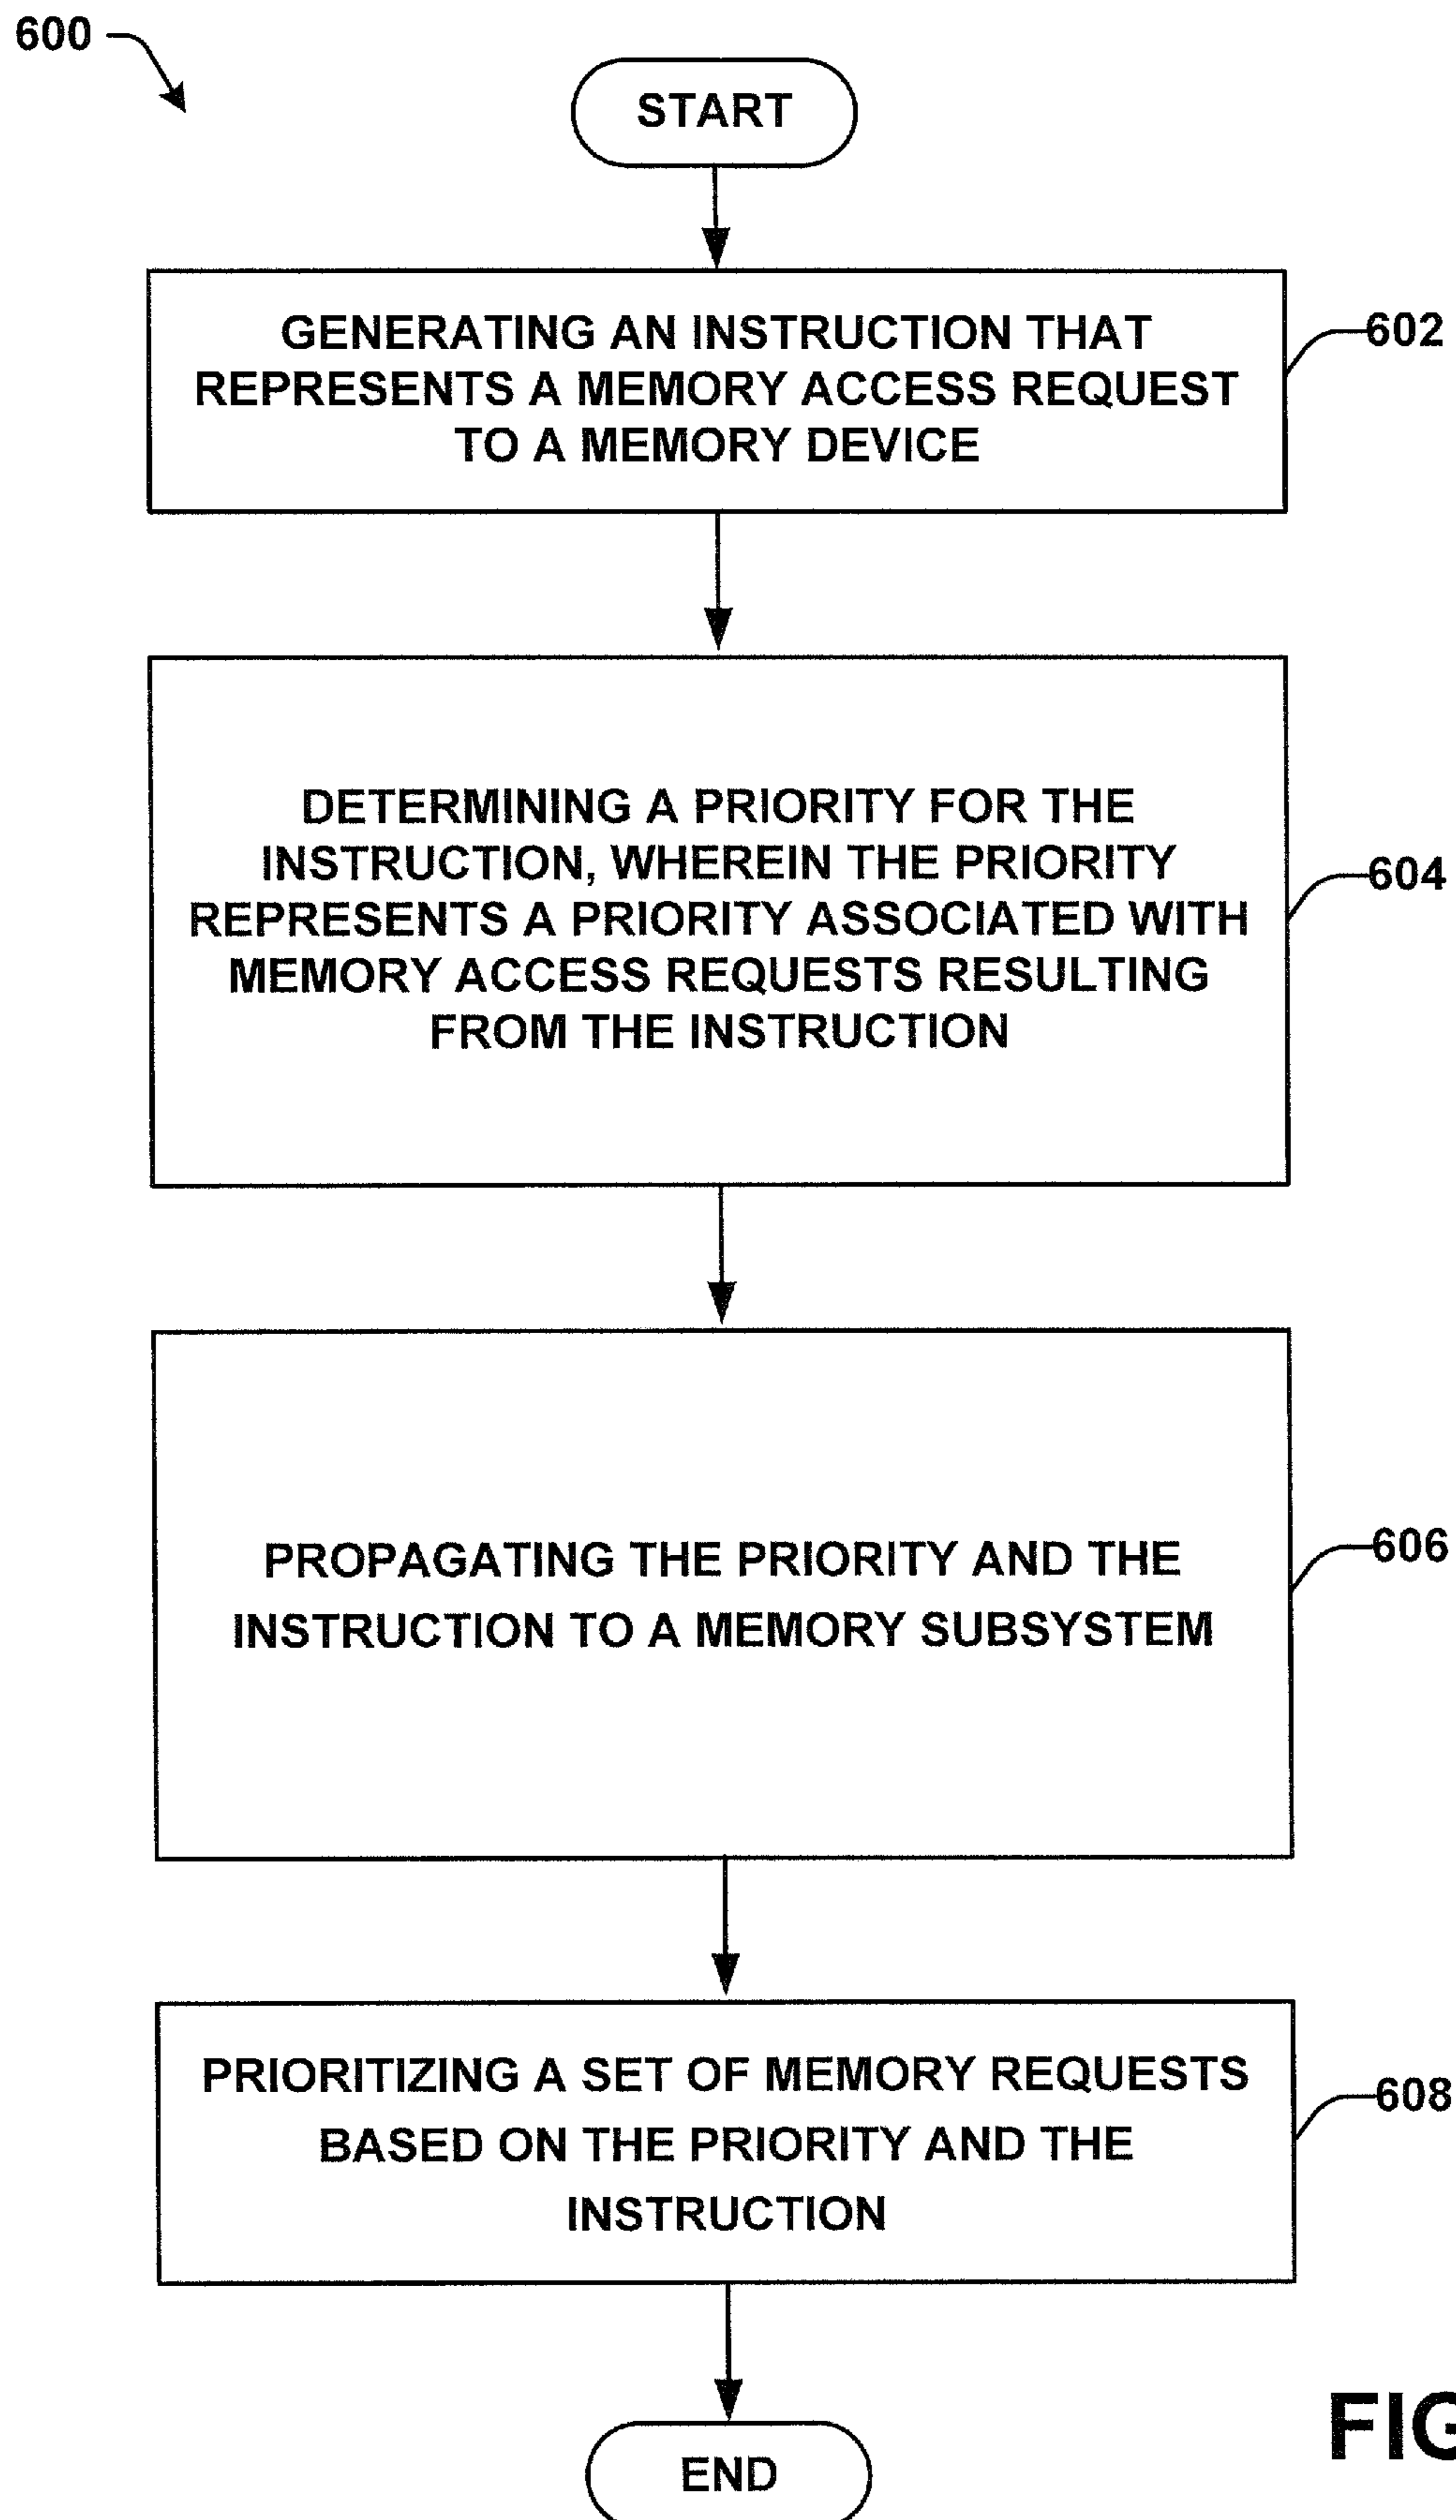 600
START
GENERATING AN INSTRUCTION THAT
REPRESENTS A MEMORY ACCESS REQUEST
TO A MEMORY DEVICE
602
DETERMINING A PRIORITY FOR THE
INSTRUCTION, WHEREIN THE PRIORITY
REPRESENTS A PRIORITY ASSOCIATED WITH
MEMORY ACCESS REQUESTS RESULTING
FROM THE INSTRUCTION
604
PROPAGATING THE PRIORITY AND THE
INSTRUCTION TO A MEMORY SUBSYSTEM
606
PRIORITIZING A SET OF MEMORY REQUESTS
BASED ON THE PRIORITY AND THE
INSTRUCTION
608
END
FIG